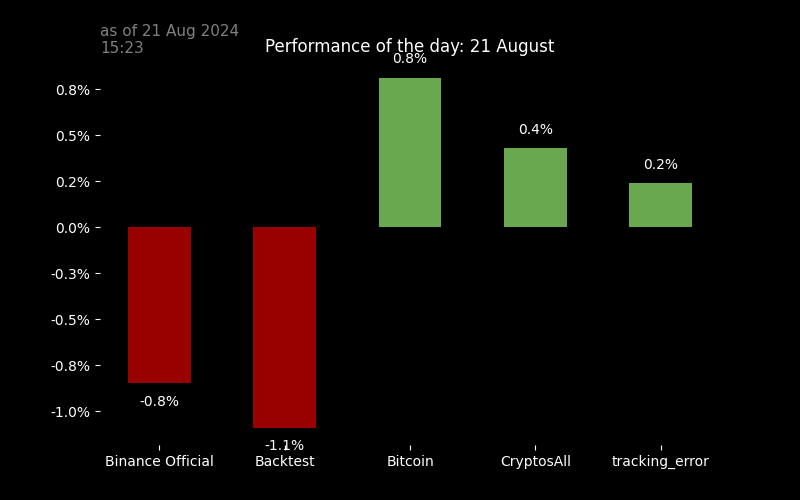 as of 21 Aug 2024
15:23
Performance of the day: 21 August
0.8%
0.8%
0.5%
0.4%
0.2%
0.2%
0.0%
-0.3%
-0.5%
-0.8%
-0.8%
-1.0%
-1.1%
Binance Official
Backtest
Bitcoin
CryptosAll
tracking_error